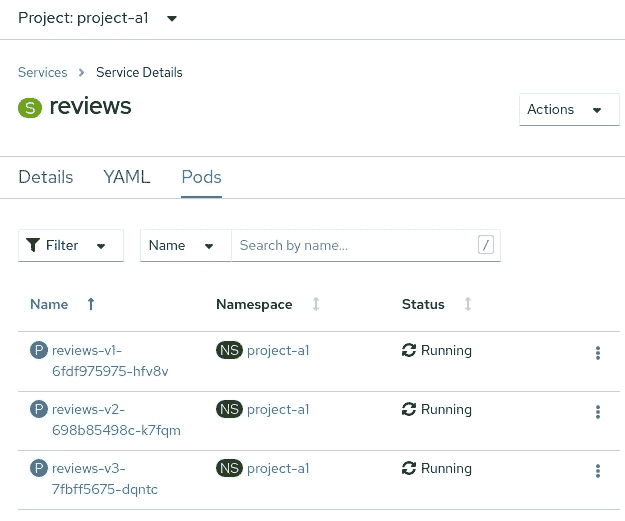 Project: project-a1
Services > Service Details
S reviews
Actions
Details YAML Pods
Filter Name Search by name... /
Name Namespace Status
P reviews-v1-
6fdf975975-hfv8v NS project-a1 Running
P reviews-v2-
698b85498c-k7fqm NS project-a1 Running
P reviews-v3-
7fbff5675-dqntc NS project-a1 Running